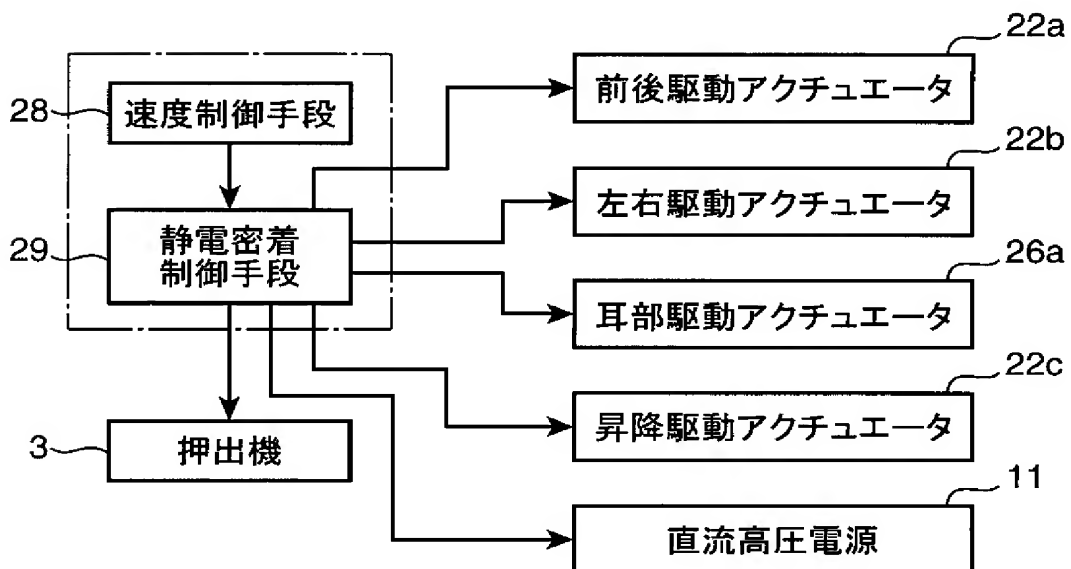 22a
前後駆動アクチュエータ
28
速度制御手段
22b
左右駆動アクチュエータ
29
静電密着
制御手段
26a
耳部駆動アクチュエータ
22c
昇降駆動アクチュエータ
3
押出機
11
直流高圧電源